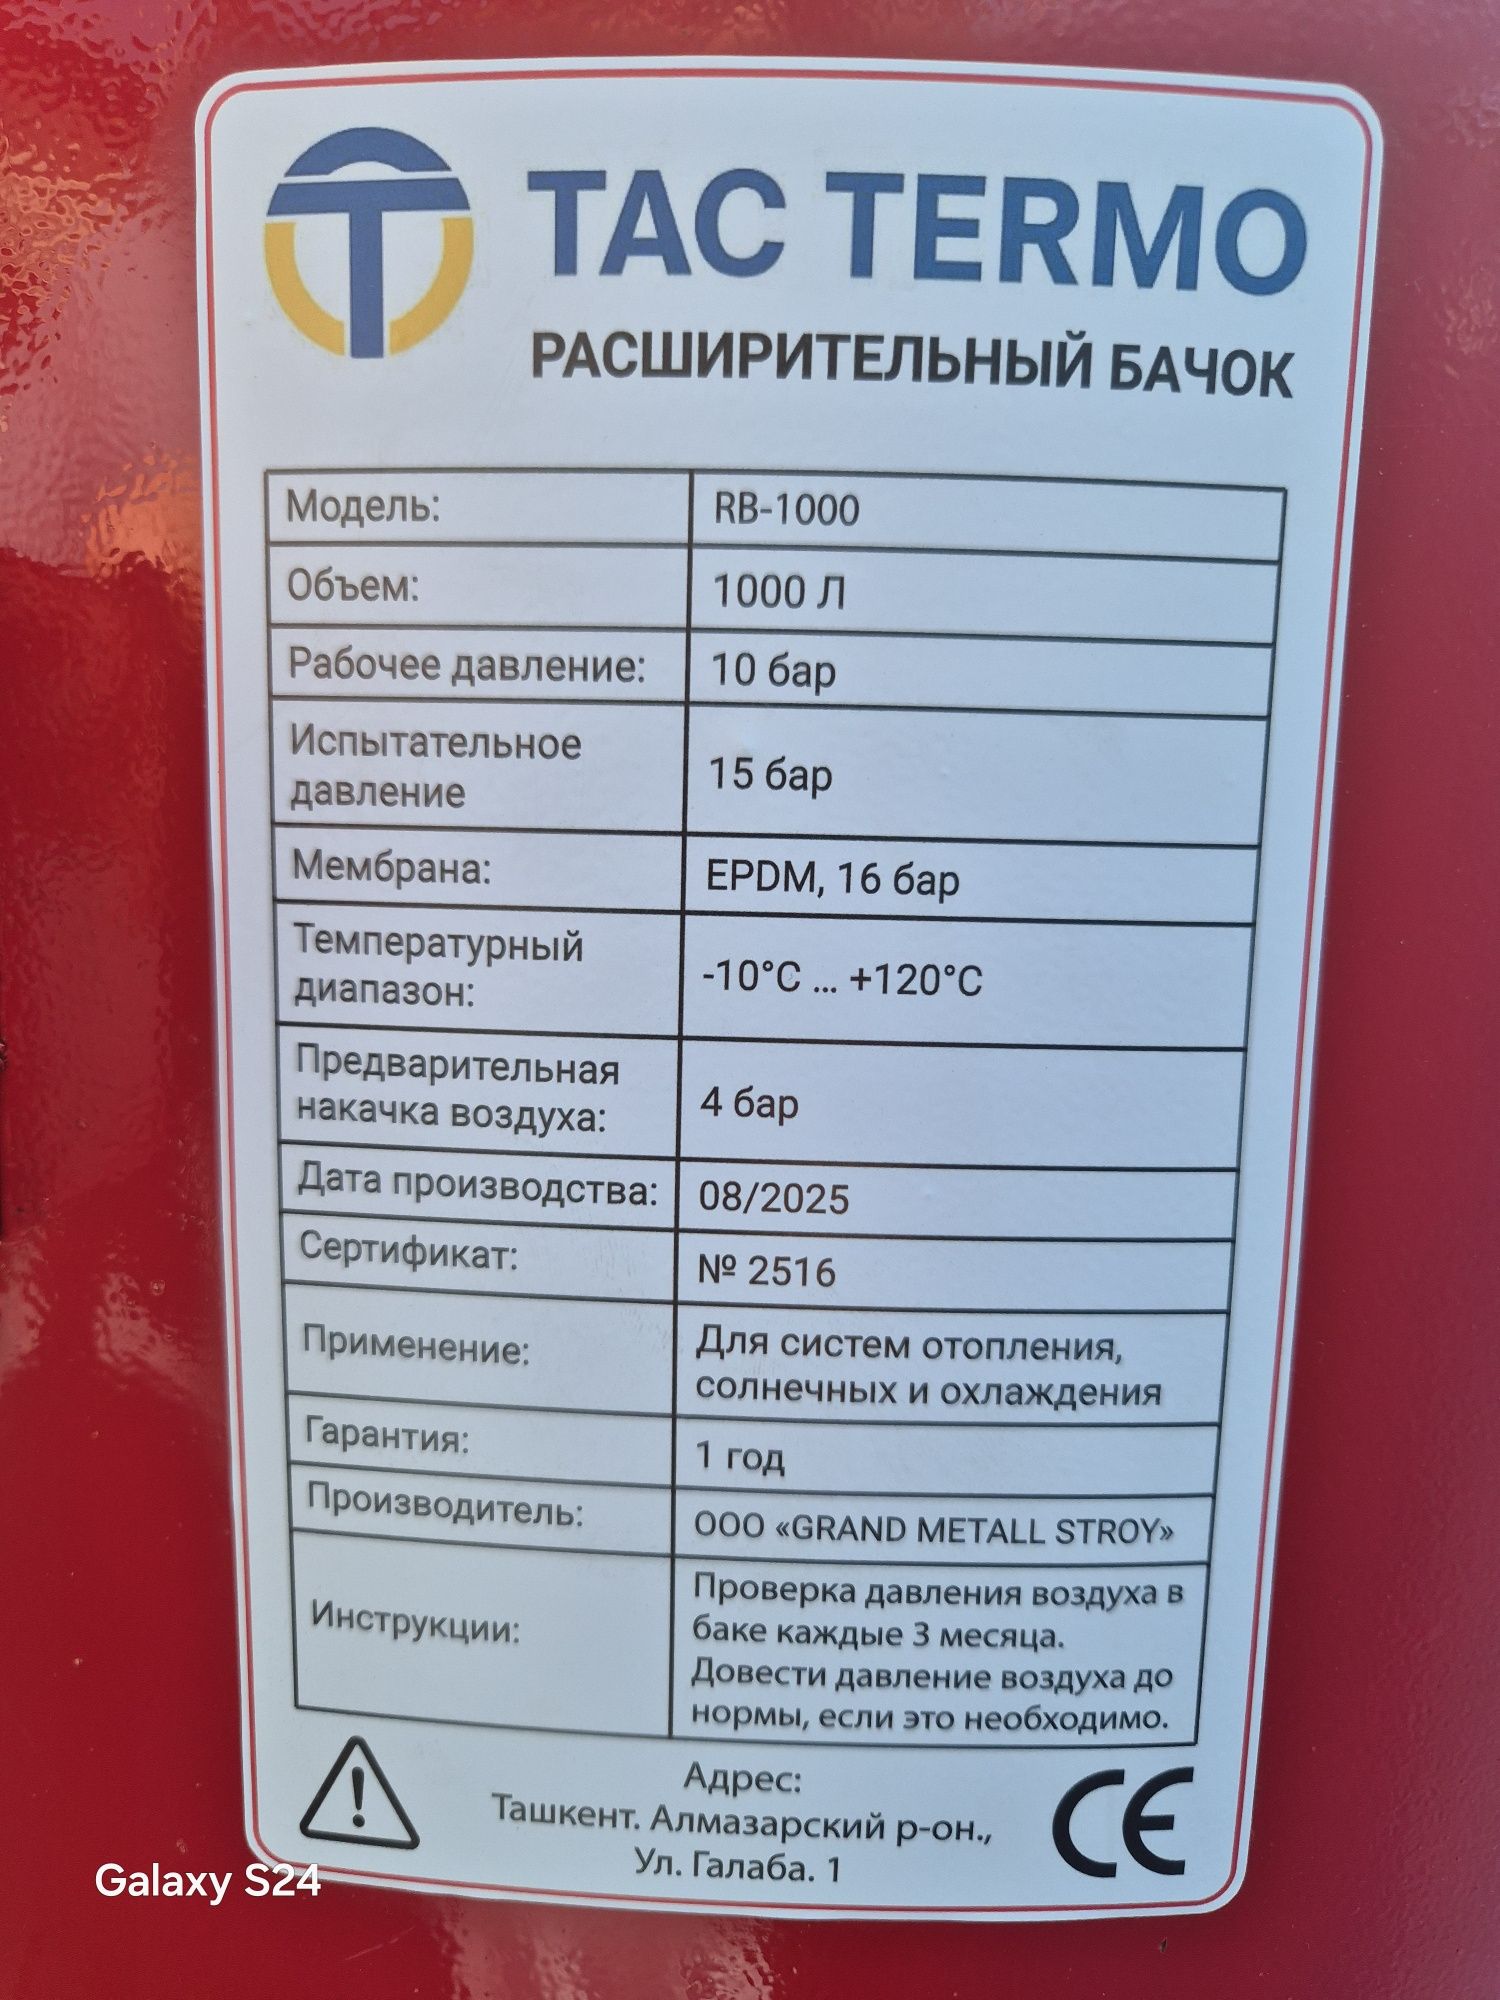 TAC TERMO
РАСШИРИТЕЛЬНЫЙ БАЧОК
Модель: RB-1000
Объем: 1000 Л
Рабочее давление: 10 бар
Испытательное
давление
15 бар
Мембрана: EPDM, 16 бар
Температурный
диапазон:
-10°C ... +120°C
Предварительная
накачка воздуха:
4 бар
Дата производства: 08/2025
Сертификат: № 2516
Применение:
Для систем отопления,
солнечных и охлаждения
Гарантия: 1 год
Производитель: ООО «GRAND METALL STROY»
Инструкции:
Проверка давления воздуха в
баке каждые 3 месяца.
Довести давление воздуха до
нормы, если это необходимо.
Адрес:
Ташкент. Алмазарский р-он.,
Ул. Галаба. 1
CE
Galaxy S24